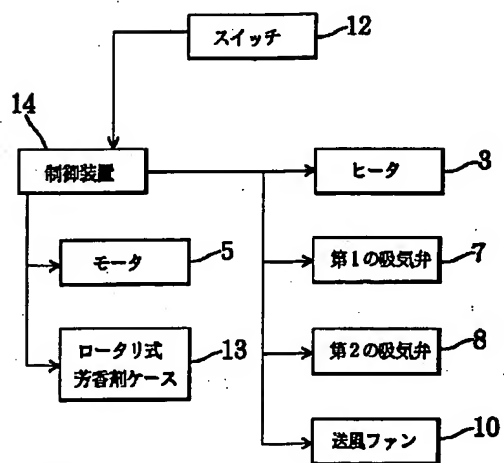 スイッチ
12
14
制御装置
ヒータ
3
モータ
5
第1の吸気弁
7
ロータリ式
芳香剤ケース
13
第2の吸気弁
8
送風ファン
10